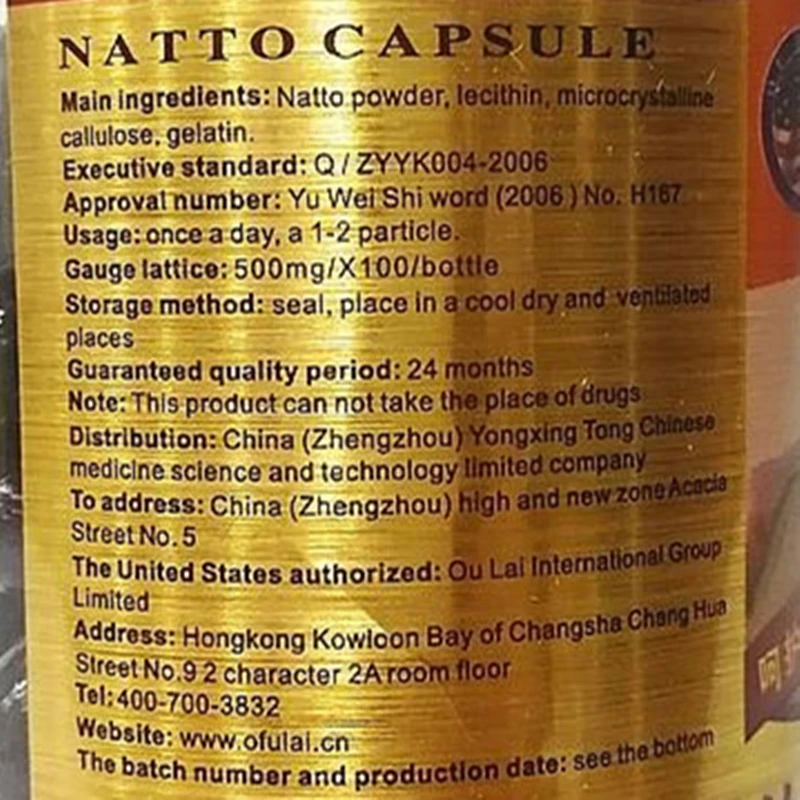 NATTO CAPSULE
Main ingredients: Natto powder, lecithin, microcrystalline
callulose, gelatin.
Executive standard: Q / ZYYK004-2006
Approval number: Yu Wei Shi word (2006 ) No. H167
Usage: once a day, a 1-2 particle.
Gauge lattice: 500mg/X100/bottle
Storage method: seal, place in a cool dry and ventilated
places
Guaranteed quality period: 24 months
Note: This product can not take the place of drugs
Distribution: China (Zhengzhou) Yongxing Tong Chinese
medicine science and technology limited company
To address: China (Zhengzhou) high and new zone Acacia
Street No. 5
The United States authorized: Ou Lai International Group
Limited
Address: Hongkong Kowloon Bay of Changsha Chang Hua
Street No.9 2 character 2A room floor
Tel:400-700-3832
Website: www.ofulai.cn
The batch number and production date: see the bottom